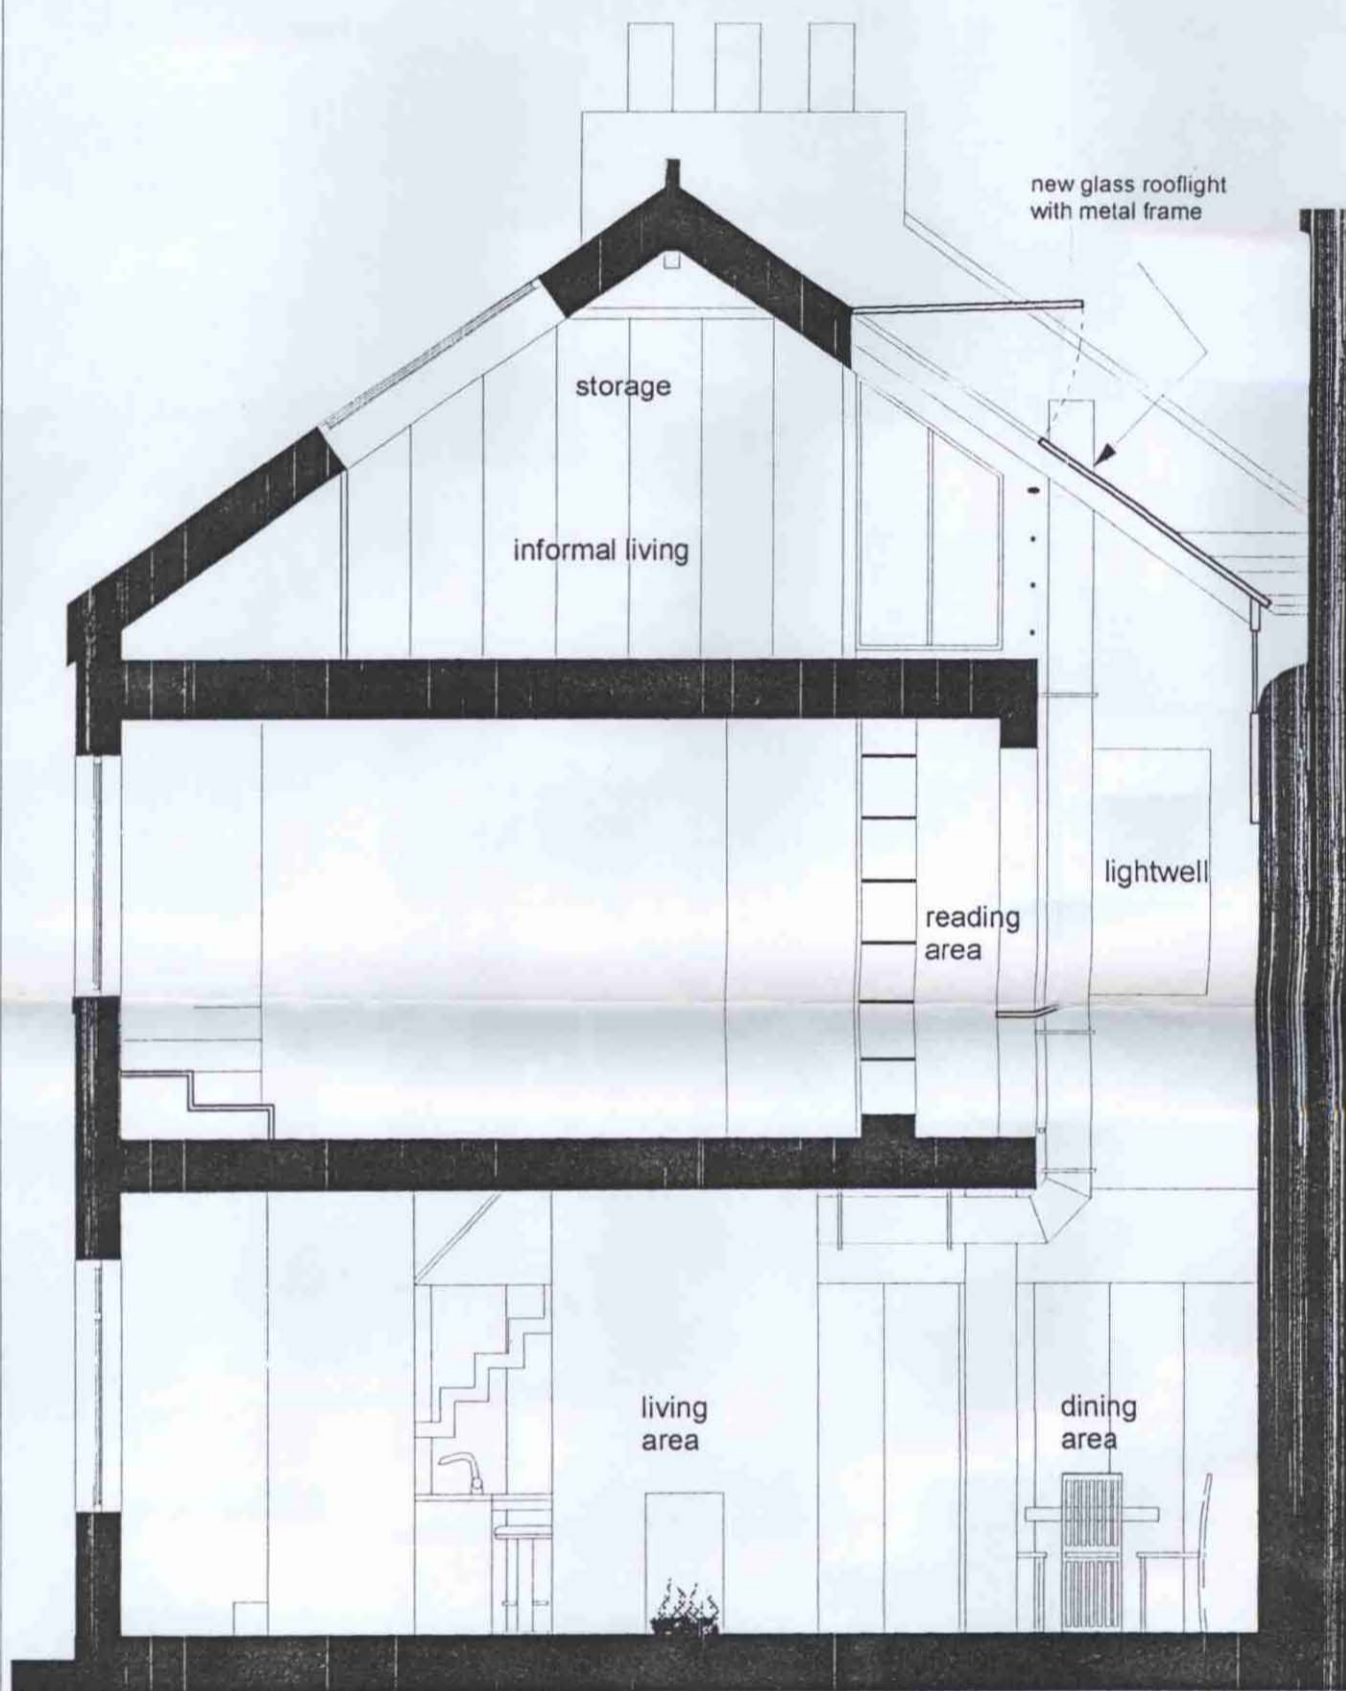 new glass rooflight
with metal frame
storage
informal living
lightwell
reading
area
living
area
dining
area